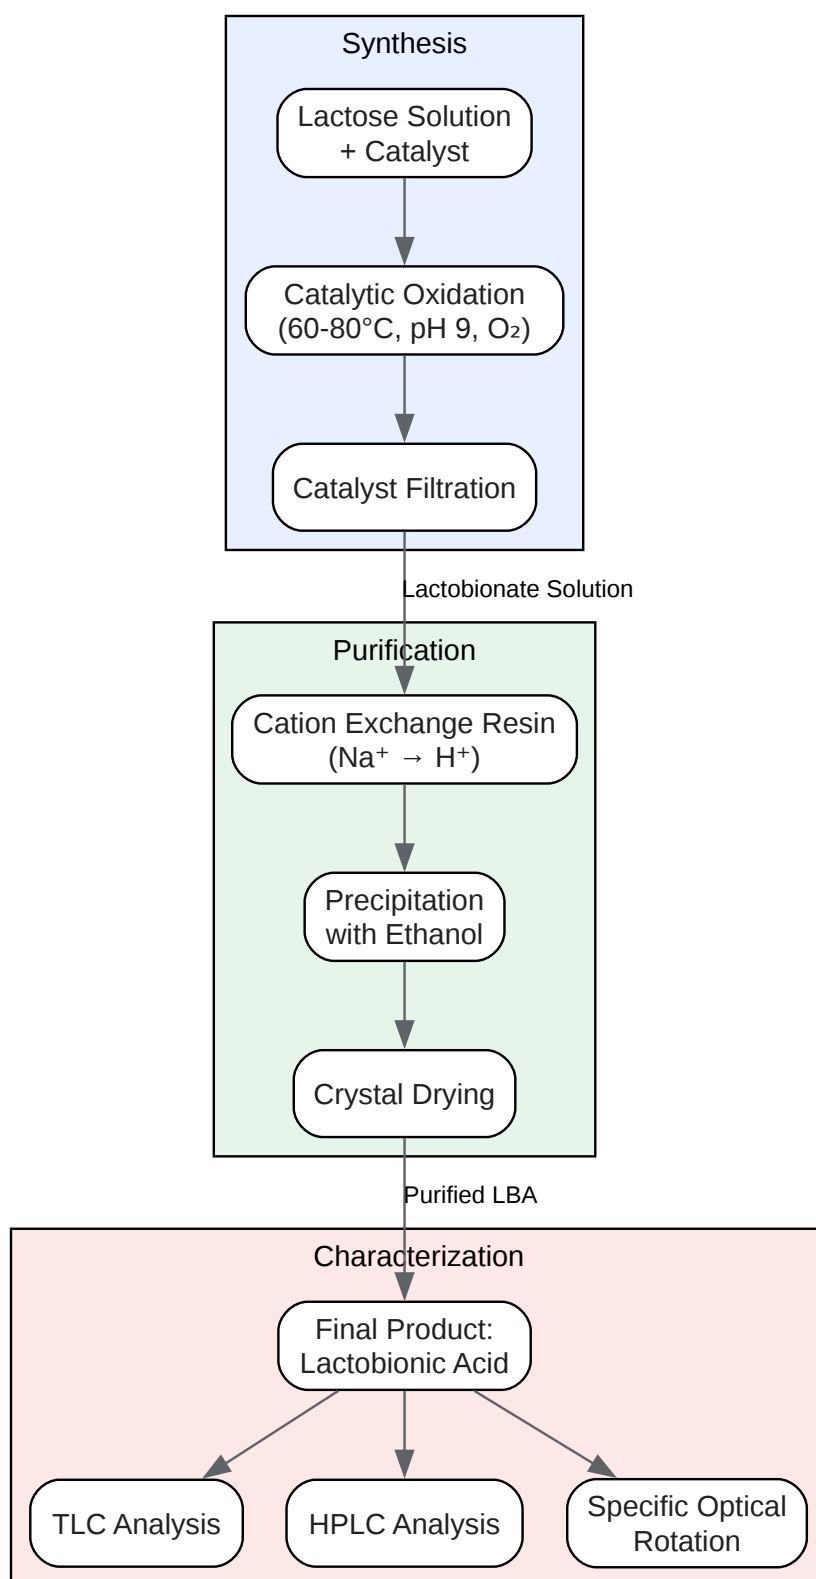 Synthesis
Lactose Solution
+ Catalyst
Catalytic Oxidation
(60-80°C, pH 9, O₂)
Catalyst Filtration
Lactobionate Solution
Purification
Cation Exchange Resin
(Na⁺ → H⁺)
Precipitation
with Ethanol
Crystal Drying
Purified LBA
Characterization
Final Product:
Lactobionic Acid
TLC Analysis
HPLC Analysis
Specific Optical
Rotation